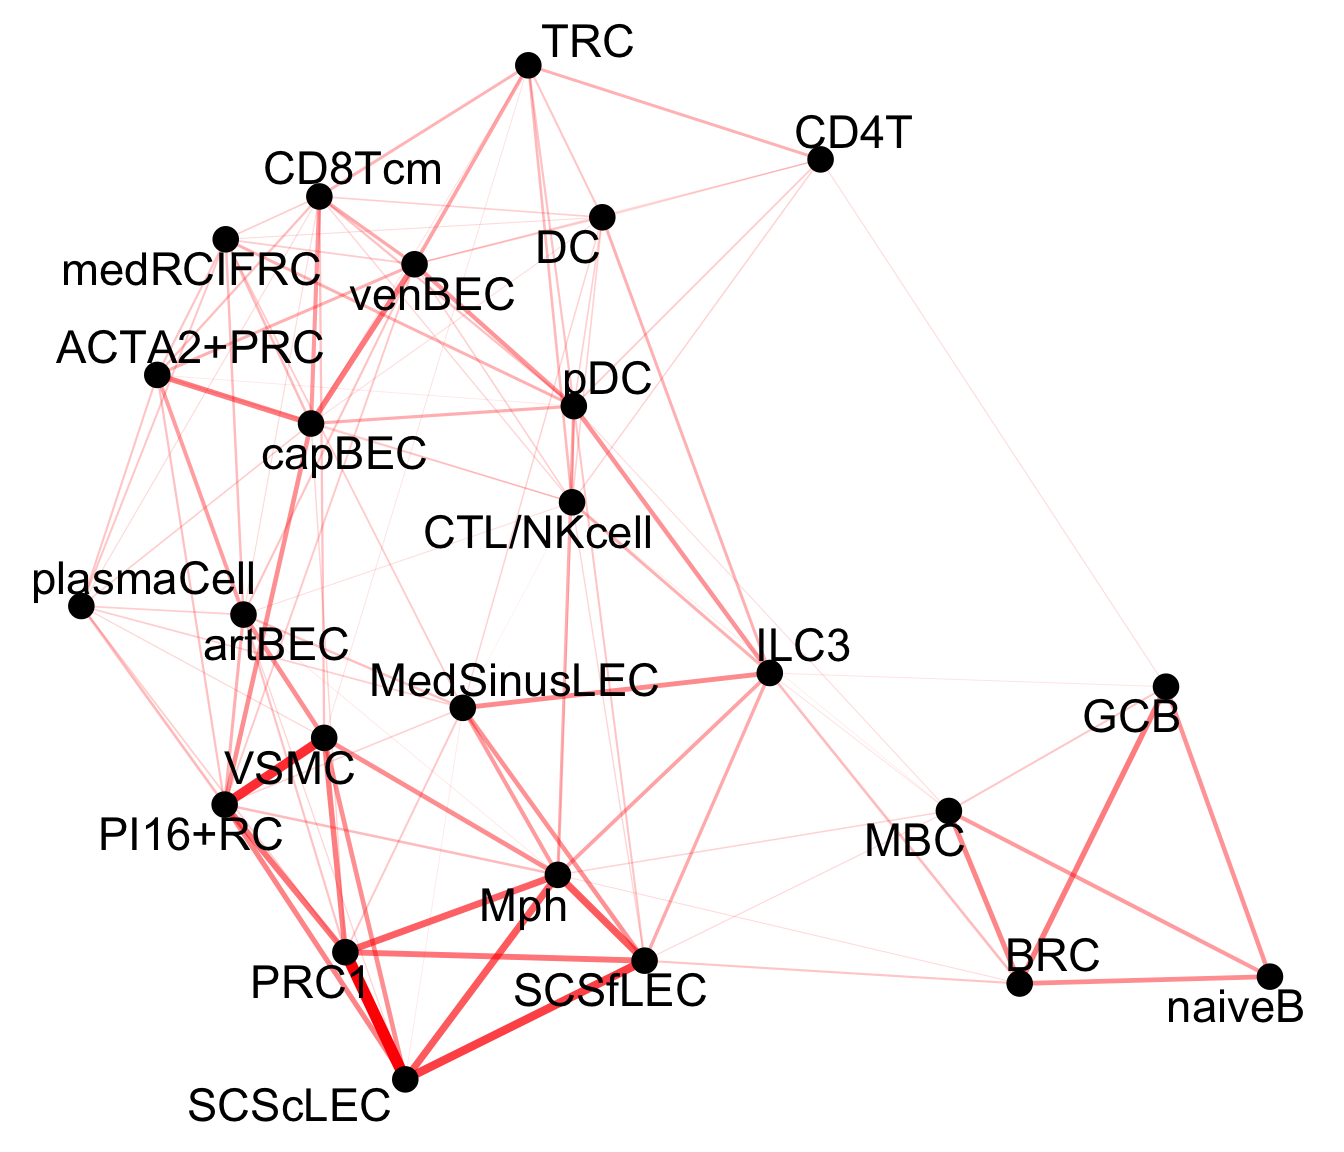 TRC
CD4T
CD8Tcm
DC
medRCIFRC
venBEC
ACTA2+PRC
pDC
capBEC
CTL/NKcell
plasmaCell
artBEC
ILC3
MedSinusLEC
GCB
VSMC
PI16+RC
MBC
Mph
BRC
PRC1
SCSfLEC
naiveB
SCScLEC